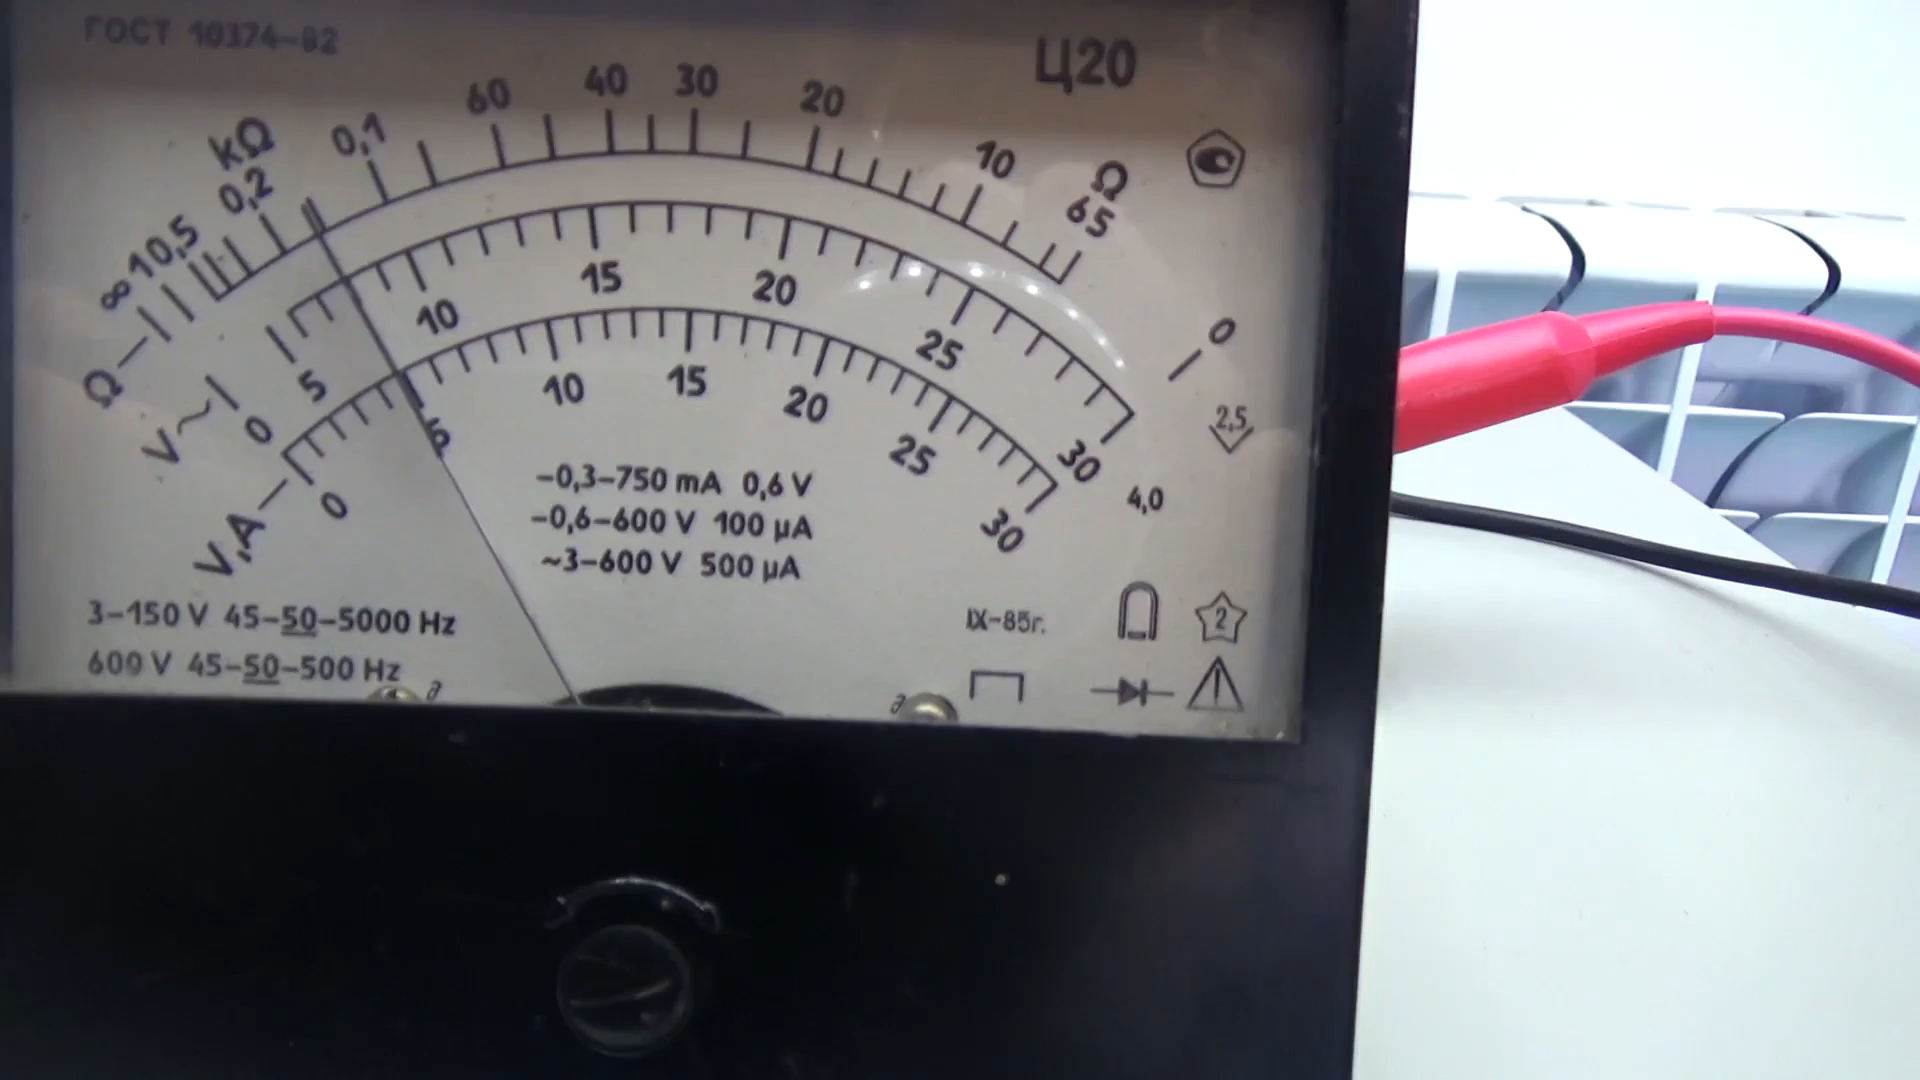 ГОСТ 10374-82
Ц20
Ω ∞ 1 0,5 0,2 0,1 60 40 30 20 10 65
kΩ
Ω
V~ 0 5 10 15 20 25 30
V,A 0 5 10 15 20 25 30
0
2,5
4,0
-0,3-750 mA 0,6 V
-0,6-600 V 100 µA
~3-600 V 500 µA
3-150 V 45-50-5000 Hz
600 V 45-50-500 Hz
IX-85г.
2